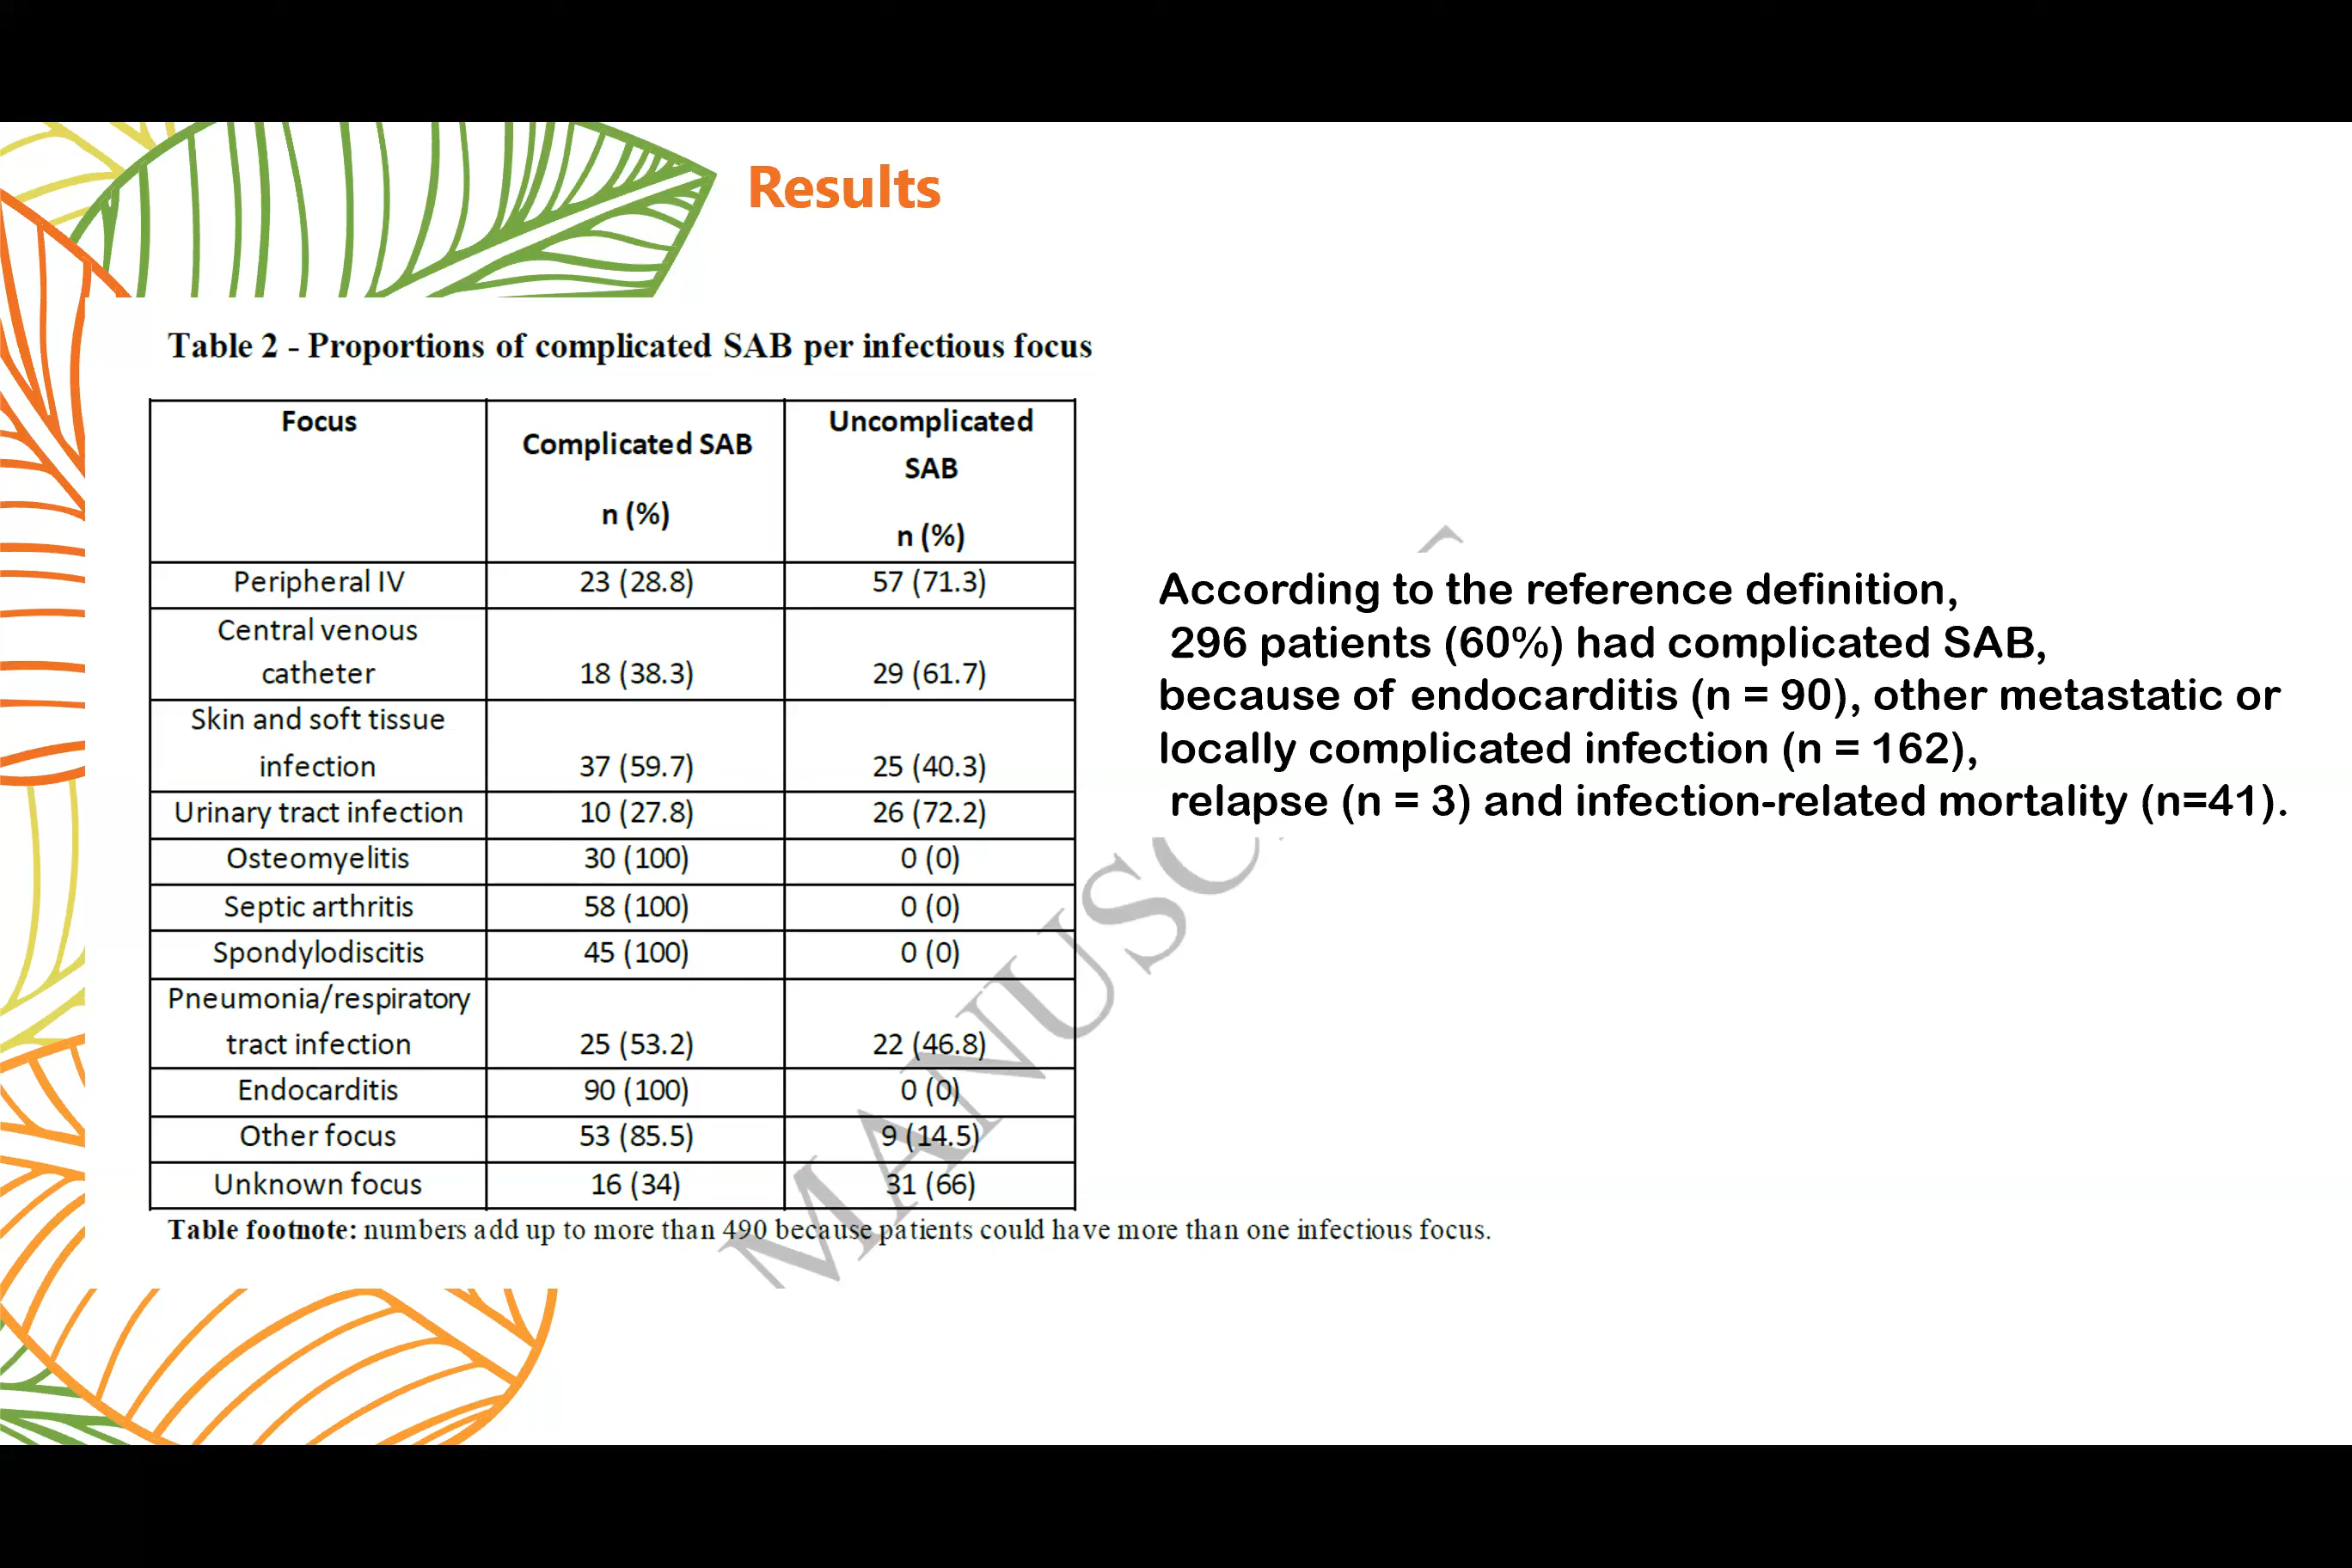 Results
Table 2 - Proportions of complicated SAB per infectious focus
Focus
Complicated SAB
n (%)
Uncomplicated
SAB
n (%)
Peripheral IV 23 (28.8) 57 (71.3)
Central venous
catheter 18 (38.3) 29 (61.7)
Skin and soft tissue
infection 37 (59.7) 25 (40.3)
Urinary tract infection 10 (27.8) 26 (72.2)
Osteomyelitis 30 (100) 0 (0)
Septic arthritis 58 (100) 0 (0)
Spondylodiscitis 45 (100) 0 (0)
Pneumonia/respiratory
tract infection 25 (53.2) 22 (46.8)
Endocarditis 90 (100) 0 (0)
Other focus 53 (85.5) 9 (14.5)
Unknown focus 16 (34) 31 (66)
Table footnote: numbers add up to more than 490 because patients could have more than one infectious focus.
According to the reference definition,
296 patients (60%) had complicated SAB,
because of endocarditis (n = 90), other metastatic or
locally complicated infection (n = 162),
relapse (n = 3) and infection-related mortality (n=41).
MANUSC